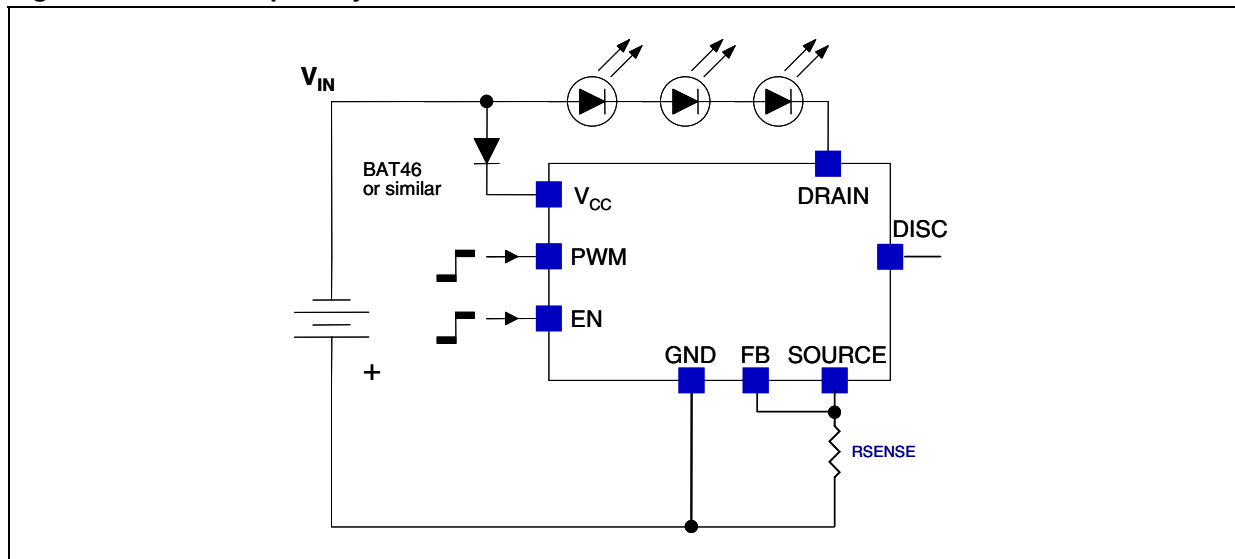 VIN
BAT46
or similar
VCC
DRAIN
DISC
PWM
EN
GND FB SOURCE
+
RSENSE